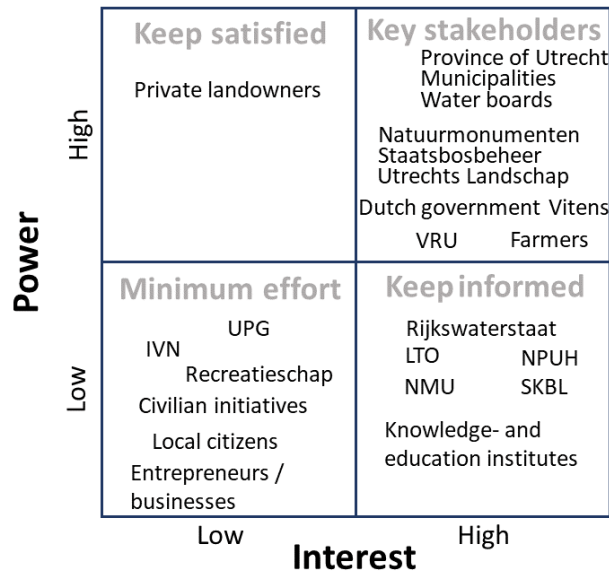 Keep satisfied
Private landowners
Key stakeholders
Province of Utrecht
Municipalities
Water boards
Natuurmonumenten
Staatsbosbeheer
Utrechts Landschap
Dutch government Vitens
VRU Farmers
High
Power
Minimum effort
UPG
IVN
Recreatieschap
Civilian initiatives
Local citizens
Entrepreneurs /
businesses
Keep informed
Rijkswaterstaat
LTO NPUH
NMU SKBL
Knowledge- and
education institutes
Low
Low
High
Interest